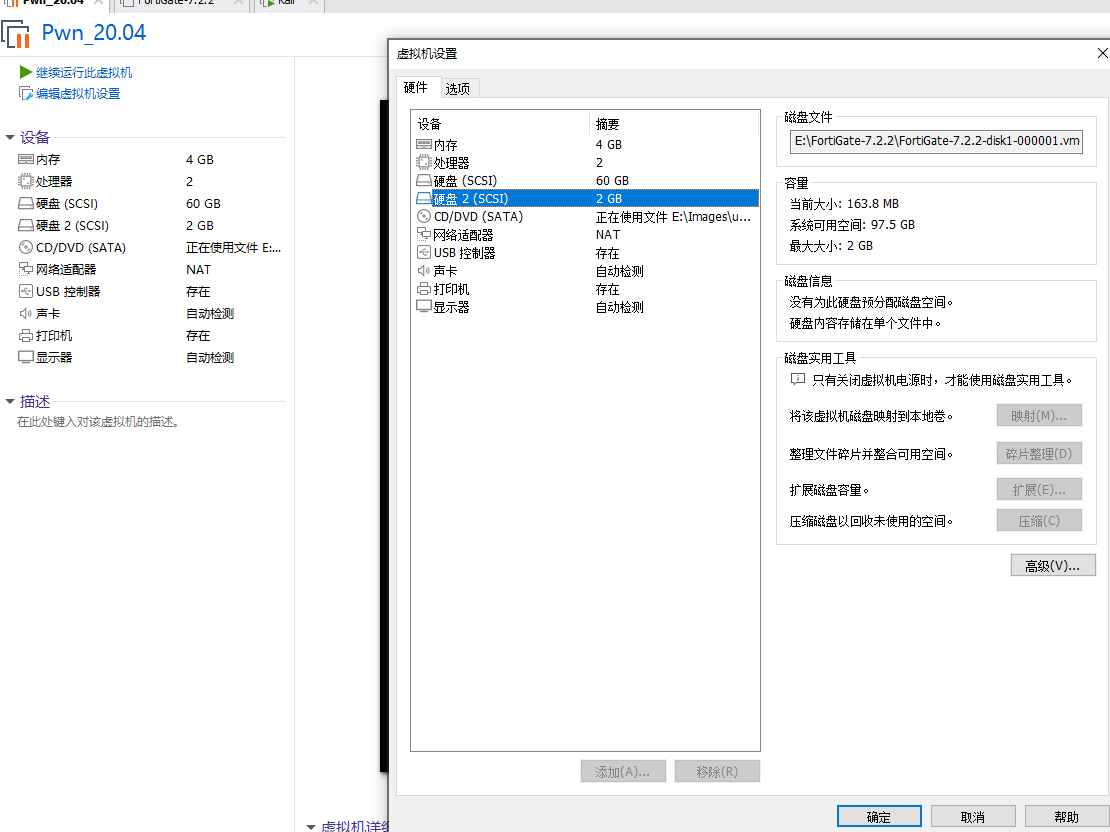 Pwn_20.04
FortiGate-7.2.2
Kali
Pwn_20.04
继续运行此虚拟机
编辑虚拟机设置
设备
内存 4 GB
处理器 2
硬盘 (SCSI) 60 GB
硬盘 2 (SCSI) 2 GB
CD/DVD (SATA) 正在使用文件 E:...
网络适配器 NAT
USB 控制器 存在
声卡 自动检测
打印机 存在
显示器 自动检测
描述
在此处键入对该虚拟机的描述。
虚拟机详细
虚拟机设置
硬件 选项
设备 摘要
内存 4 GB
处理器 2
硬盘 (SCSI) 60 GB
硬盘 2 (SCSI) 2 GB
CD/DVD (SATA) 正在使用文件 E:\Images\u...
网络适配器 NAT
USB 控制器 存在
声卡 自动检测
打印机 存在
显示器 自动检测
添加(A)... 移除(R)
磁盘文件
E:\FortiGate-7.2.2\FortiGate-7.2.2-disk1-000001.vm
容量
当前大小: 163.8 MB
系统可用空间: 97.5 GB
最大大小: 2 GB
磁盘信息
没有为此硬盘预分配磁盘空间。
硬盘内容存储在单个文件中。
磁盘实用工具
只有关闭虚拟机电源时，才能使用磁盘实用工具。
将该虚拟机磁盘映射到本地卷。 映射(M)...
整理文件碎片并整合可用空间。 碎片整理(D)
扩展磁盘容量。 扩展(E)...
压缩磁盘以回收未使用的空间。 压缩(C)
高级(V)...
确定 取消 帮助